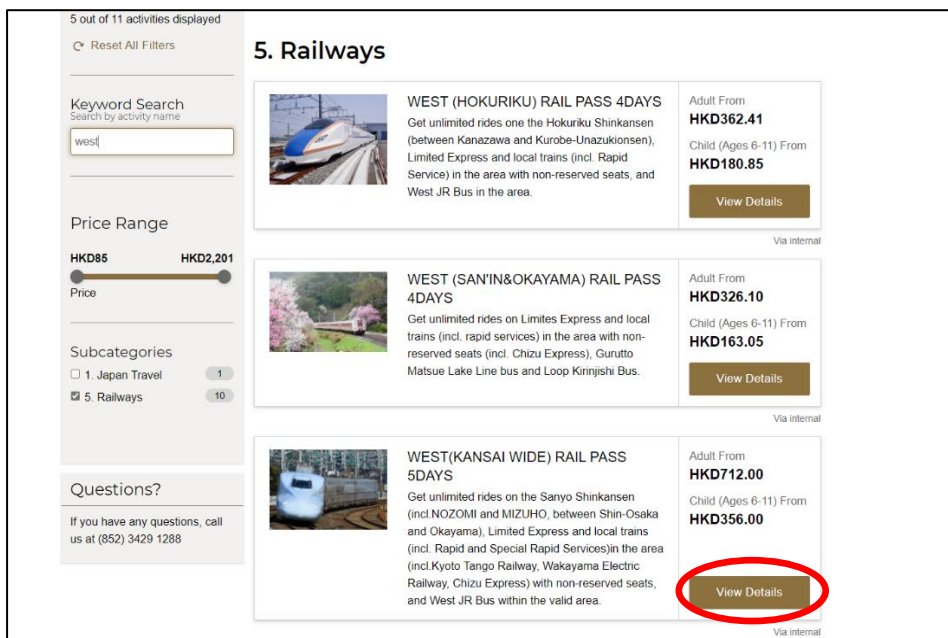 5 out of 11 activities displayed
Reset All Filters
Keyword Search
Search by activity name
west
Price Range
HKD85 HKD2,201
Price
Subcategories
1. Japan Travel 1
5. Railways 10
Questions?
If you have any questions, call
us at (852) 3429 1288
5. Railways
WEST (HOKURIKU) RAIL PASS 4DAYS
Get unlimited rides one the Hokuriku Shinkansen
(between Kanazawa and Kurobe-Unazukionsen),
Limited Express and local trains (incl. Rapid
Service) in the area with non-reserved seats, and
West JR Bus in the area.
Adult From
HKD362.41
Child (Ages 6-11) From
HKD180.85
View Details
Via internal
WEST (SAN'IN&OKAYAMA) RAIL PASS
4DAYS
Get unlimited rides on Limites Express and local
trains (incl. rapid services) in the area with non-
reserved seats (incl. Chizu Express), Gurutto
Matsue Lake Line bus and Loop Kirinjishi Bus.
Adult From
HKD326.10
Child (Ages 6-11) From
HKD163.05
View Details
Via internal
WEST(KANSAI WIDE) RAIL PASS
5DAYS
Get unlimited rides on the Sanyo Shinkansen
(incl.NOZOMI and MIZUHO, between Shin-Osaka
and Okayama), Limited Express and local trains
(incl. Rapid and Special Rapid Services)in the area
(incl.Kyoto Tango Railway, Wakayama Electric
Railway, Chizu Express) with non-reserved seats,
and West JR Bus within the valid area.
Adult From
HKD712.00
Child (Ages 6-11) From
HKD356.00
View Details
Via internal